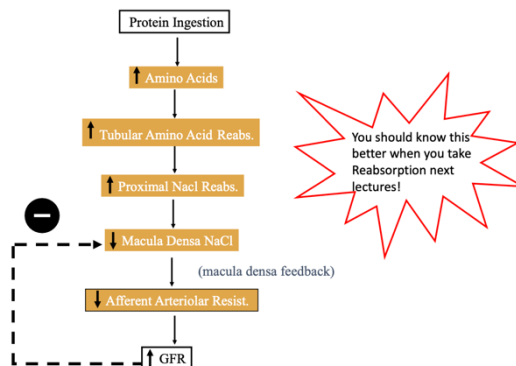 Protein Ingestion
↑ Amino Acids
↑ Tubular Amino Acid Reabs.
You should know this
better when you take
Reabsorption next
lectures!
↑ Proximal Nacl Reabs.
↓ Macula Densa NaCl
(macula densa feedback)
↓ Afferent Arteriolar Resist.
↑ GFR